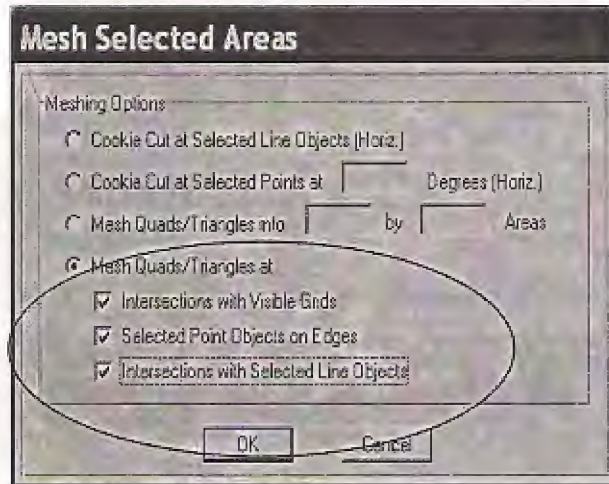 Mesh Selected Areas
Meshing Options
Cookie Cut at Selected Line Objects (Horiz.)
Cookie Cut at Selected Points at Degrees (Horiz.)
Mesh Quads/Triangles into by Areas
Mesh Quads/Triangles at
Intersections with Visible Grids
Selected Point Objects on Edges
Intersections with Selected Line Objects
OK Cancel